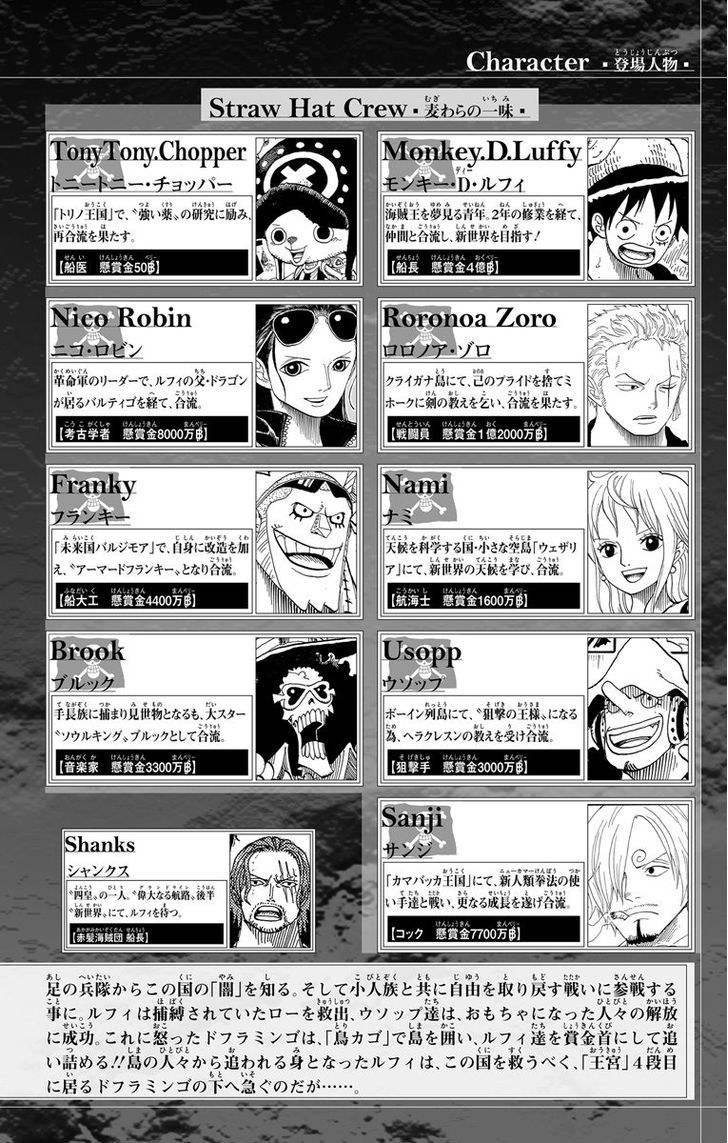 Character ▪登場人物▪
Straw Hat Crew▪麦わらの一味▪
Monkey.D.Luffy
モンキー・D・ルフィ
海賊王を夢見る青年。2年の修業を経て、
仲間と合流し、新世界を目指す!
【船長 懸賞金4億฿】
TonyTony.Chopper
トニートニー・チョッパー
「トリノ王国」で、〝強い薬〟の研究に励み、
再合流を果たす。
【船医 懸賞金50฿】
Roronoa Zoro
ロロノア・ゾロ
クライガナ島にて、己のプライドを捨てミ
ホークに剣の教えを乞い、合流を果たす。
【戦闘員 懸賞金1億2000万฿】
Nico Robin
ニコ・ロビン
革命軍のリーダーで、ルフィの父・ドラゴン
が居るバルティゴを経て、合流。
【考古学者 懸賞金8000万฿】
Nami
ナミ
天候を科学する国・小さな空島「ウェザリ
ア」にて、新世界の天候を学び、合流。
【航海士 懸賞金1600万฿】
Franky
フランキー
「未来国バルジモア」で、自身に改造を加
え、〝アーマードフランキー〟となり合流。
【船大工 懸賞金4400万฿】
Usopp
ウソップ
ボーイン列島にて、〝狙撃の王様〟になる
為、ヘラクレスンの教えを受け合流。
【狙撃手 懸賞金3000万฿】
Brook
ブルック
手長族に捕まり見世物となるも、大スター
〝ソウルキング〟ブルックとして合流。
【音楽家 懸賞金3300万฿】
Sanji
サンジ
「カマバッカ王国」にて、新人類拳法の使
い手達と戦い、更なる成長を遂げ合流。
【コック 懸賞金7700万฿】
Shanks
シャンクス
〝四皇〟の一人。〝偉大なる航路〟後半
〝新世界〟にて、ルフィを待つ。
【赤髪海賊団 船長】
足の兵隊からこの国の「闇」を知る。そして小人族と共に自由を取り戻す戦いに参戦する
事に。ルフィは捕縛されていたローを救出、ウソップ達は、おもちゃになった人々の解放
に成功。これに怒ったドフラミンゴは、「鳥カゴ」で島を囲い、ルフィ達を賞金首にして追
い詰める!!島の人々から追われる身となったルフィは、この国を救うべく、「王宮」4段目
に居るドフラミンゴの下へ急ぐのだが……。